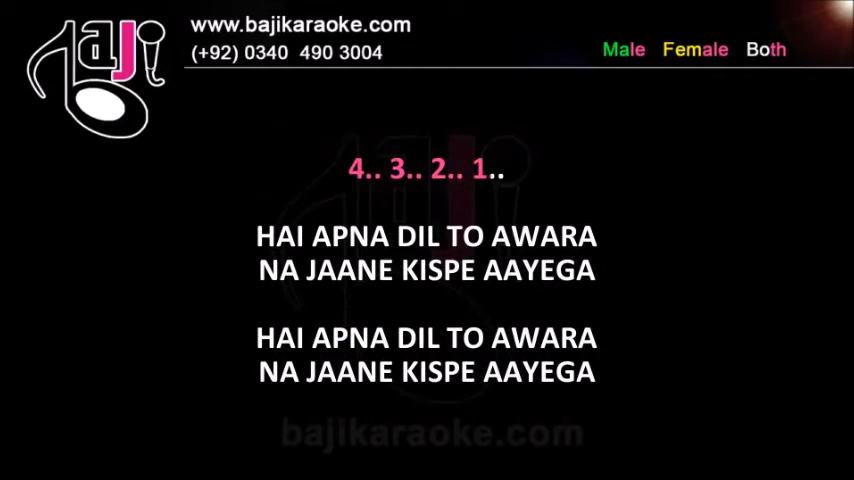 BAJi
www.bajikaraoke.com
(+92) 0340 490 3004
Male Female Both
4.. 3.. 2.. 1..
HAI APNA DIL TO AWARA
NA JAANE KISPE AAYEGA
HAI APNA DIL TO AWARA
NA JAANE KISPE AAYEGA
bajikaraoke.com